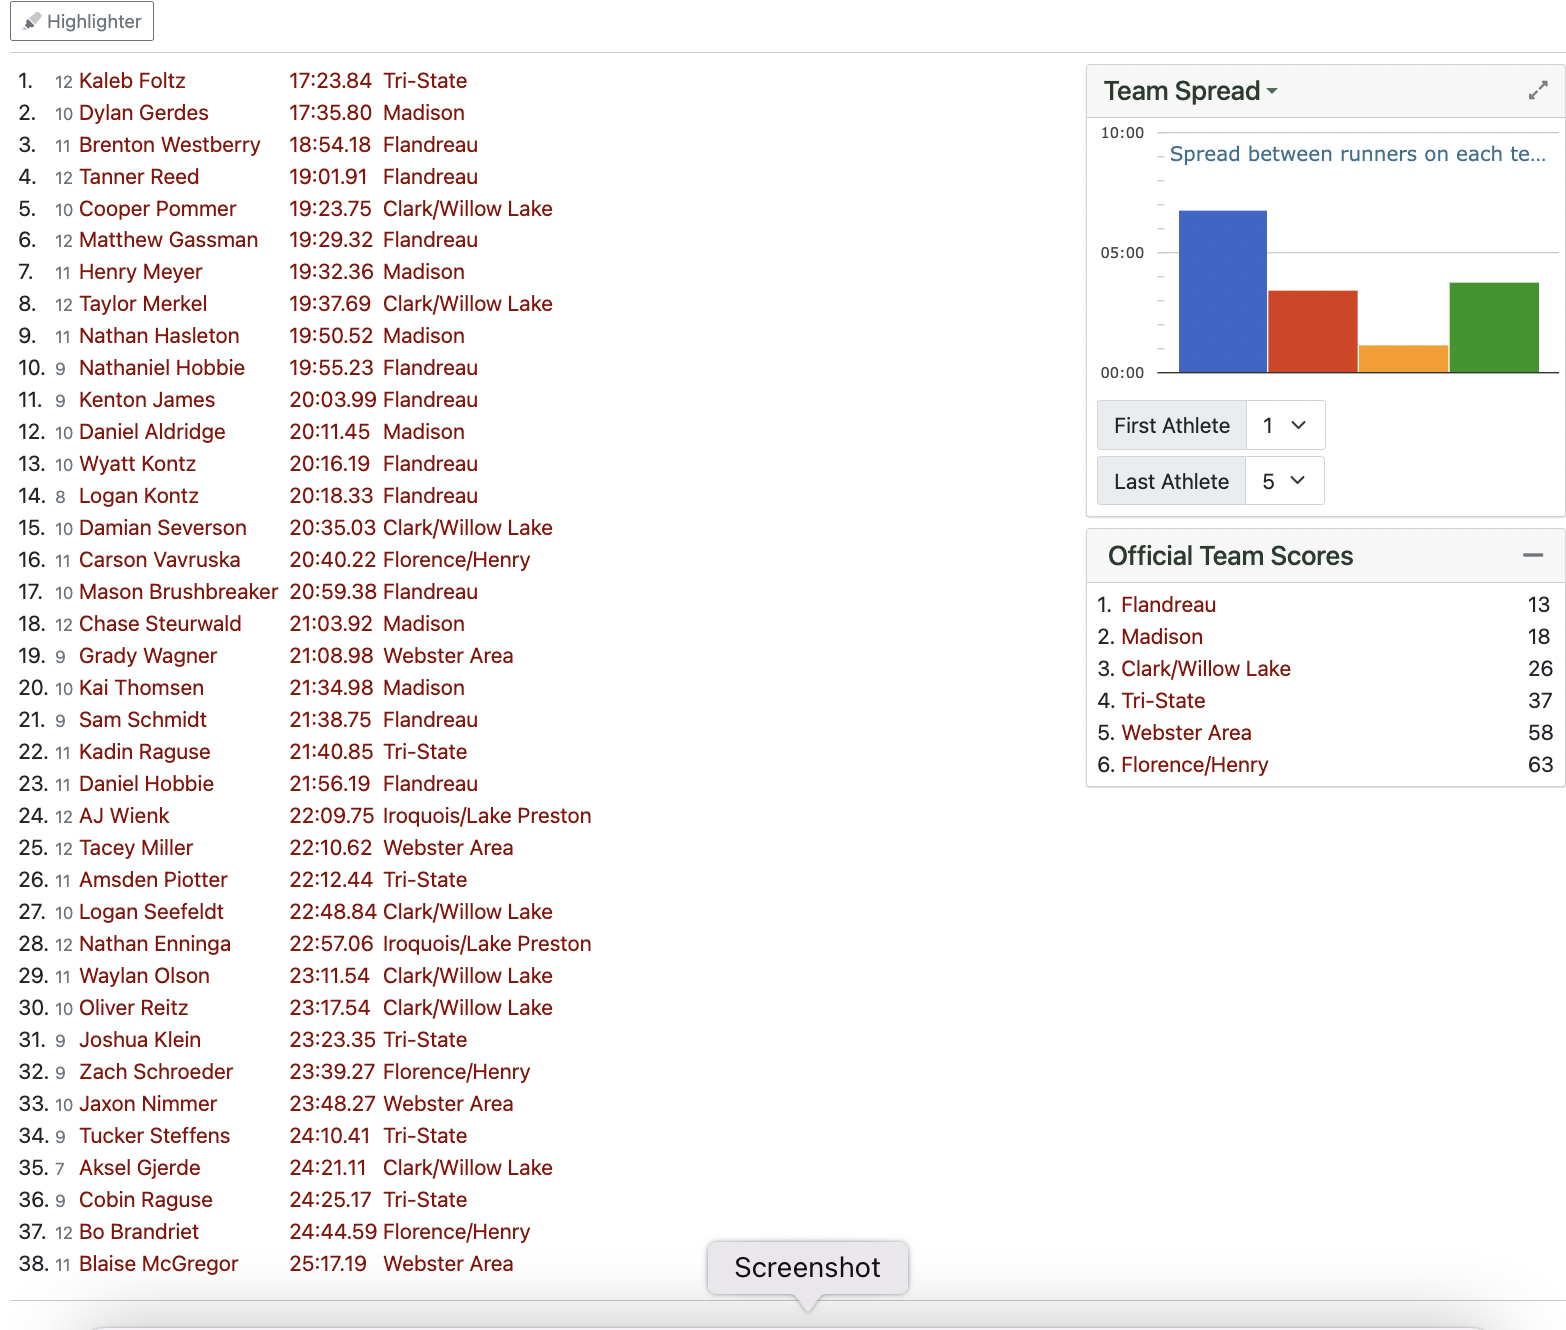 Highlighter
1. 12 Kaleb Foltz 17:23.84 Tri-State
2. 10 Dylan Gerdes 17:35.80 Madison
3. 11 Brenton Westberry 18:54.18 Flandreau
4. 12 Tanner Reed 19:01.91 Flandreau
5. 10 Cooper Pommer 19:23.75 Clark/Willow Lake
6. 12 Matthew Gassman 19:29.32 Flandreau
7. 11 Henry Meyer 19:32.36 Madison
8. 12 Taylor Merkel 19:37.69 Clark/Willow Lake
9. 11 Nathan Hasleton 19:50.52 Madison
10. 9 Nathaniel Hobbie 19:55.23 Flandreau
11. 9 Kenton James 20:03.99 Flandreau
12. 10 Daniel Aldridge 20:11.45 Madison
13. 10 Wyatt Kontz 20:16.19 Flandreau
14. 8 Logan Kontz 20:18.33 Flandreau
15. 10 Damian Severson 20:35.03 Clark/Willow Lake
16. 11 Carson Vavruska 20:40.22 Florence/Henry
17. 10 Mason Brushbreaker 20:59.38 Flandreau
18. 12 Chase Steurwald 21:03.92 Madison
19. 9 Grady Wagner 21:08.98 Webster Area
20. 10 Kai Thomsen 21:34.98 Madison
21. 9 Sam Schmidt 21:38.75 Flandreau
22. 11 Kadin Raguse 21:40.85 Tri-State
23. 11 Daniel Hobbie 21:56.19 Flandreau
24. 12 AJ Wienk 22:09.75 Iroquois/Lake Preston
25. 12 Tacey Miller 22:10.62 Webster Area
26. 11 Amsden Piotter 22:12.44 Tri-State
27. 10 Logan Seefeldt 22:48.84 Clark/Willow Lake
28. 12 Nathan Enninga 22:57.06 Iroquois/Lake Preston
29. 11 Waylan Olson 23:11.54 Clark/Willow Lake
30. 10 Oliver Reitz 23:17.54 Clark/Willow Lake
31. 9 Joshua Klein 23:23.35 Tri-State
32. 9 Zach Schroeder 23:39.27 Florence/Henry
33. 10 Jaxon Nimmer 23:48.27 Webster Area
34. 9 Tucker Steffens 24:10.41 Tri-State
35. 7 Aksel Gjerde 24:21.11 Clark/Willow Lake
36. 9 Cobin Raguse 24:25.17 Tri-State
37. 12 Bo Brandriet 24:44.59 Florence/Henry
38. 11 Blaise McGregor 25:17.19 Webster Area
Team Spread
10:00
Spread between runners on each te...
05:00
00:00
First Athlete 1
Last Athlete 5
Official Team Scores
1. Flandreau 13
2. Madison 18
3. Clark/Willow Lake 26
4. Tri-State 37
5. Webster Area 58
6. Florence/Henry 63
Screenshot